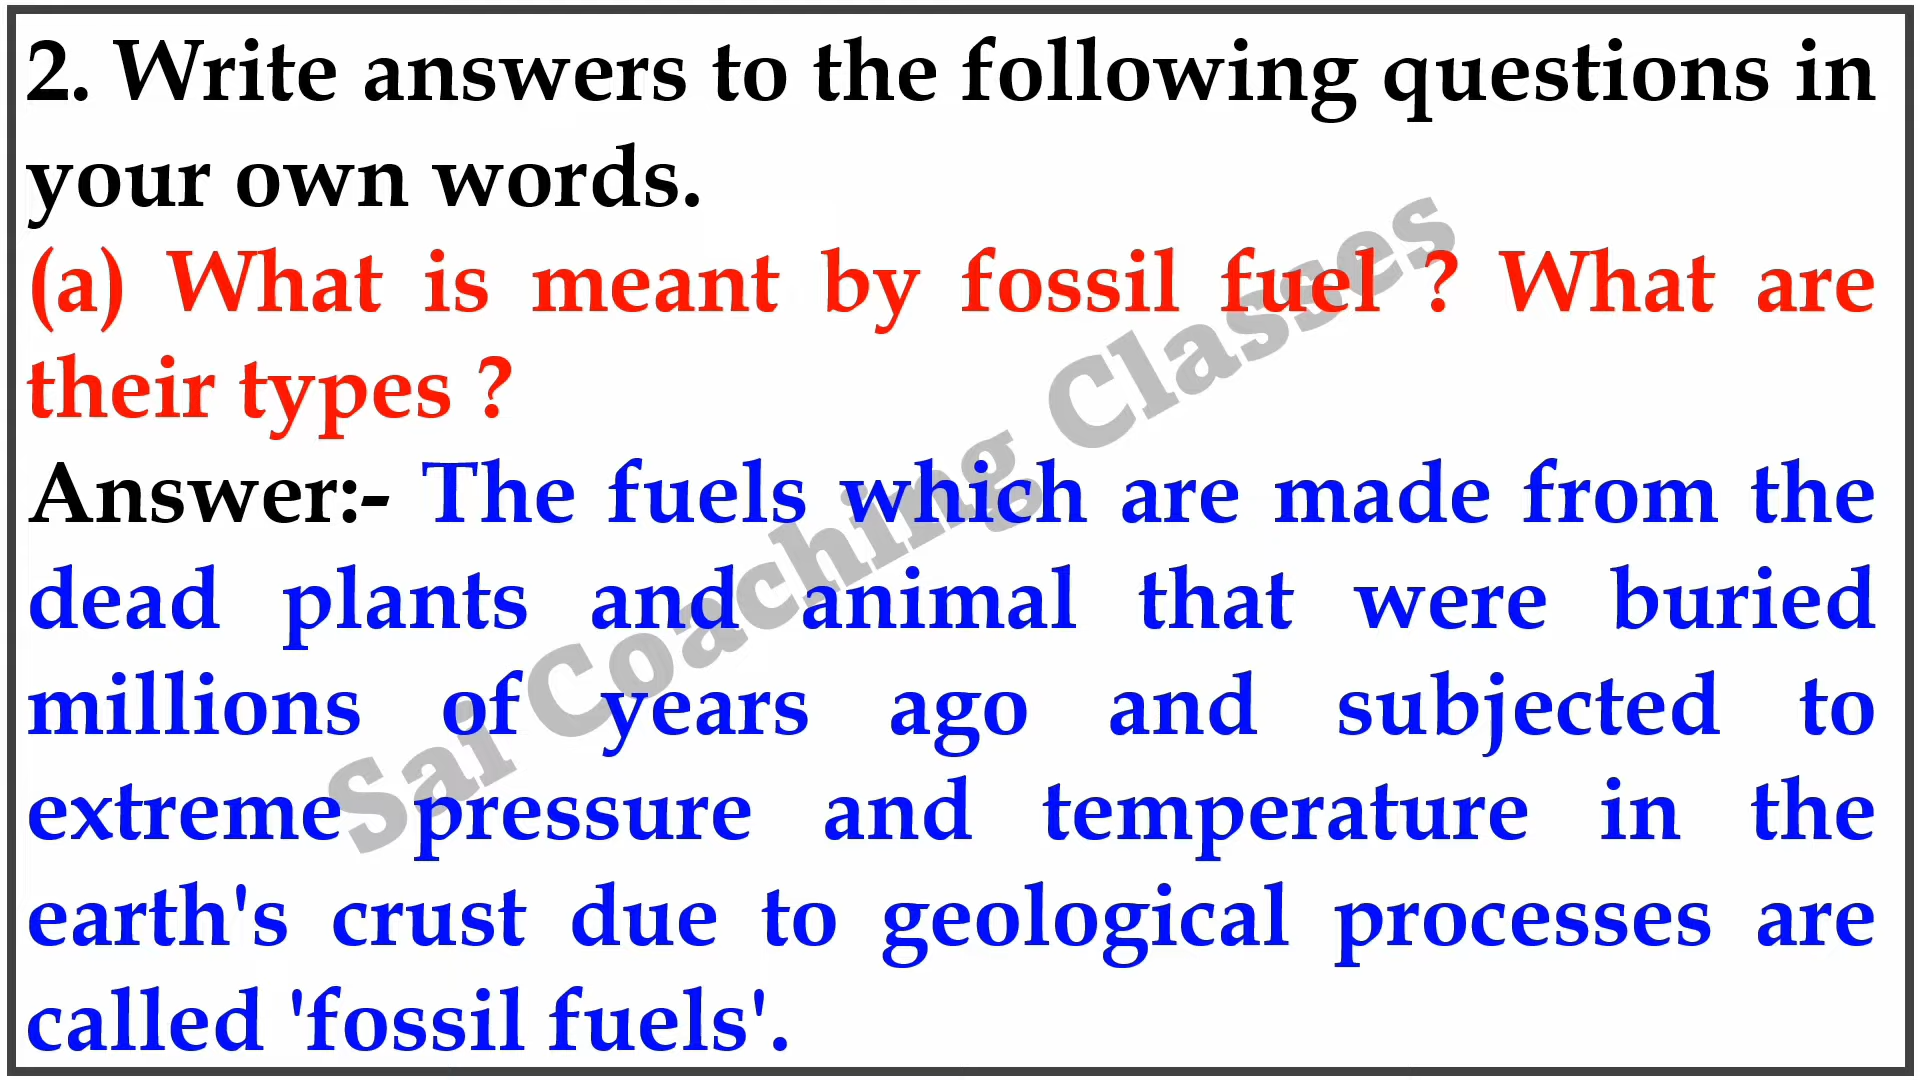 2. Write answers to the following questions in
your own words.
(a) What is meant by fossil fuel ? What are
their types ?
Answer:- The fuels which are made from the
dead plants and animal that were buried
millions of years ago and subjected to
extreme pressure and temperature in the
earth's crust due to geological processes are
called 'fossil fuels'.
Sai Coaching Classes